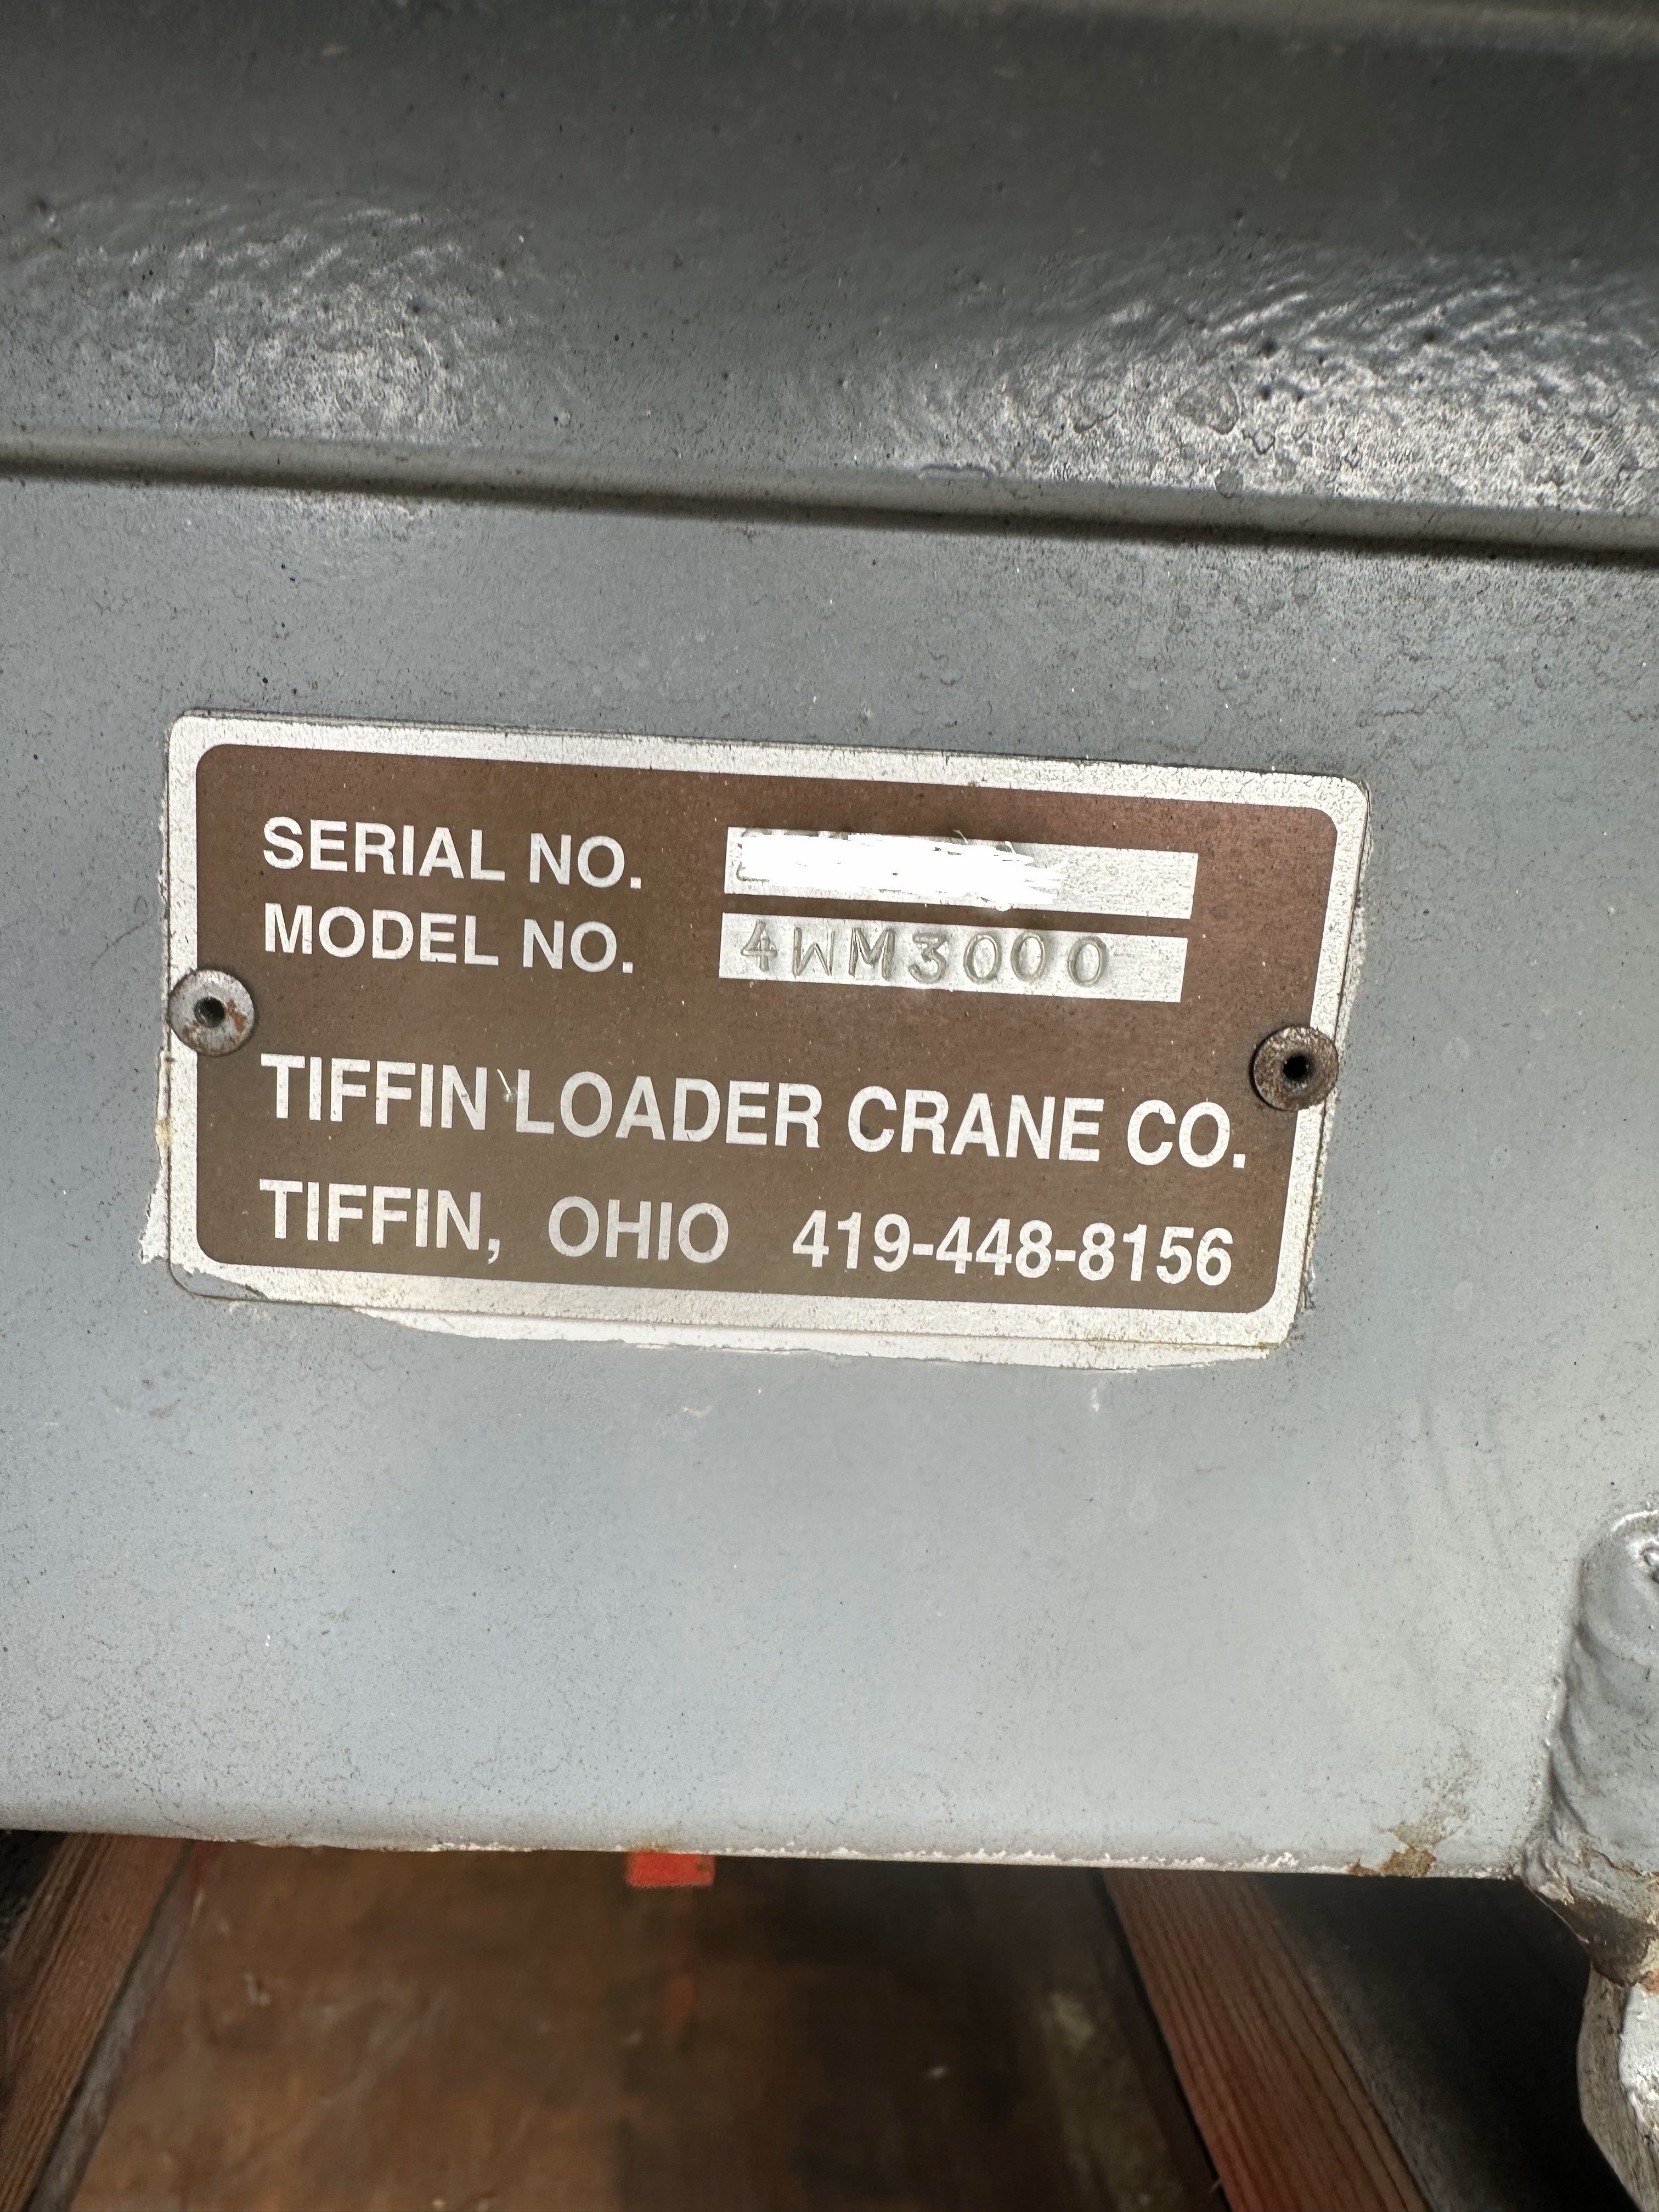 SERIAL NO.
MODEL NO. 4WM3000
TIFFIN LOADER CRANE CO.
TIFFIN, OHIO 419-448-8156